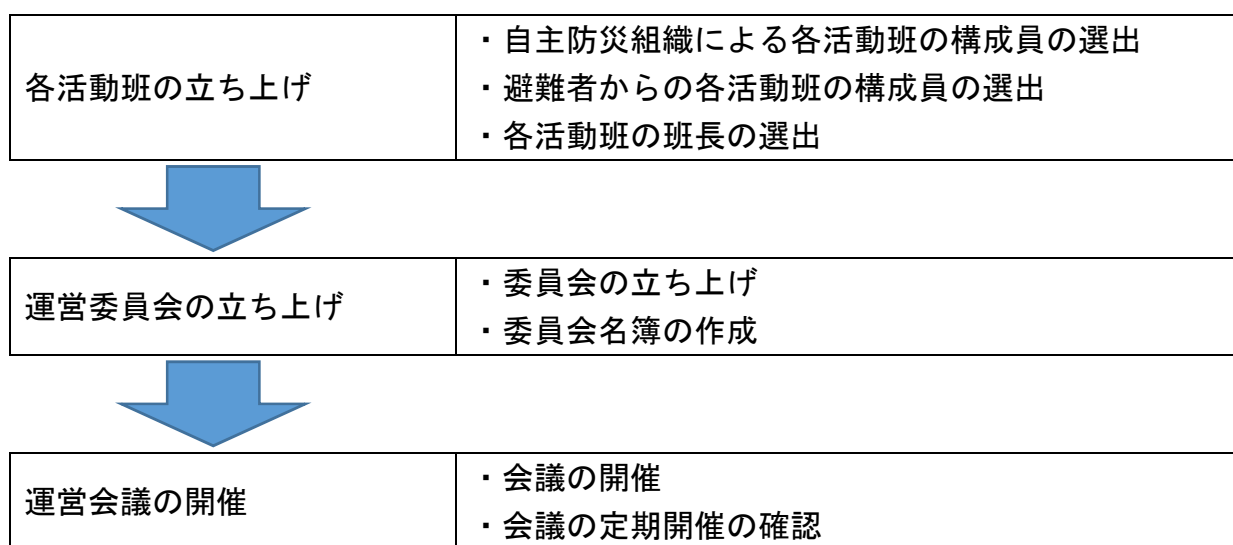 各活動班の立ち上げ
・自主防災組織による各活動班の構成員の選出
・避難者からの各活動班の構成員の選出
・各活動班の班長の選出
運営委員会の立ち上げ
・委員会の立ち上げ
・委員会名簿の作成
運営会議の開催
・会議の開催
・会議の定期開催の確認